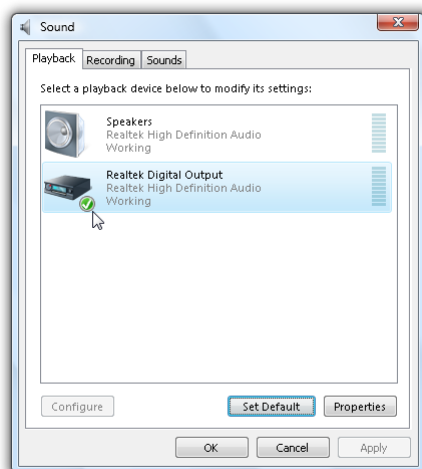 Sound
Playback Recording Sounds
Select a playback device below to modify its settings:
Speakers
Realtek High Definition Audio
Working
Realtek Digital Output
Realtek High Definition Audio
Working
Configure Set Default Properties
OK Cancel Apply